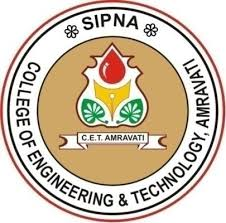 SIPNA
COLLEGE OF ENGINEERING & TECHNOLOGY, AMRAVATI
C.E.T. AMRAVATI